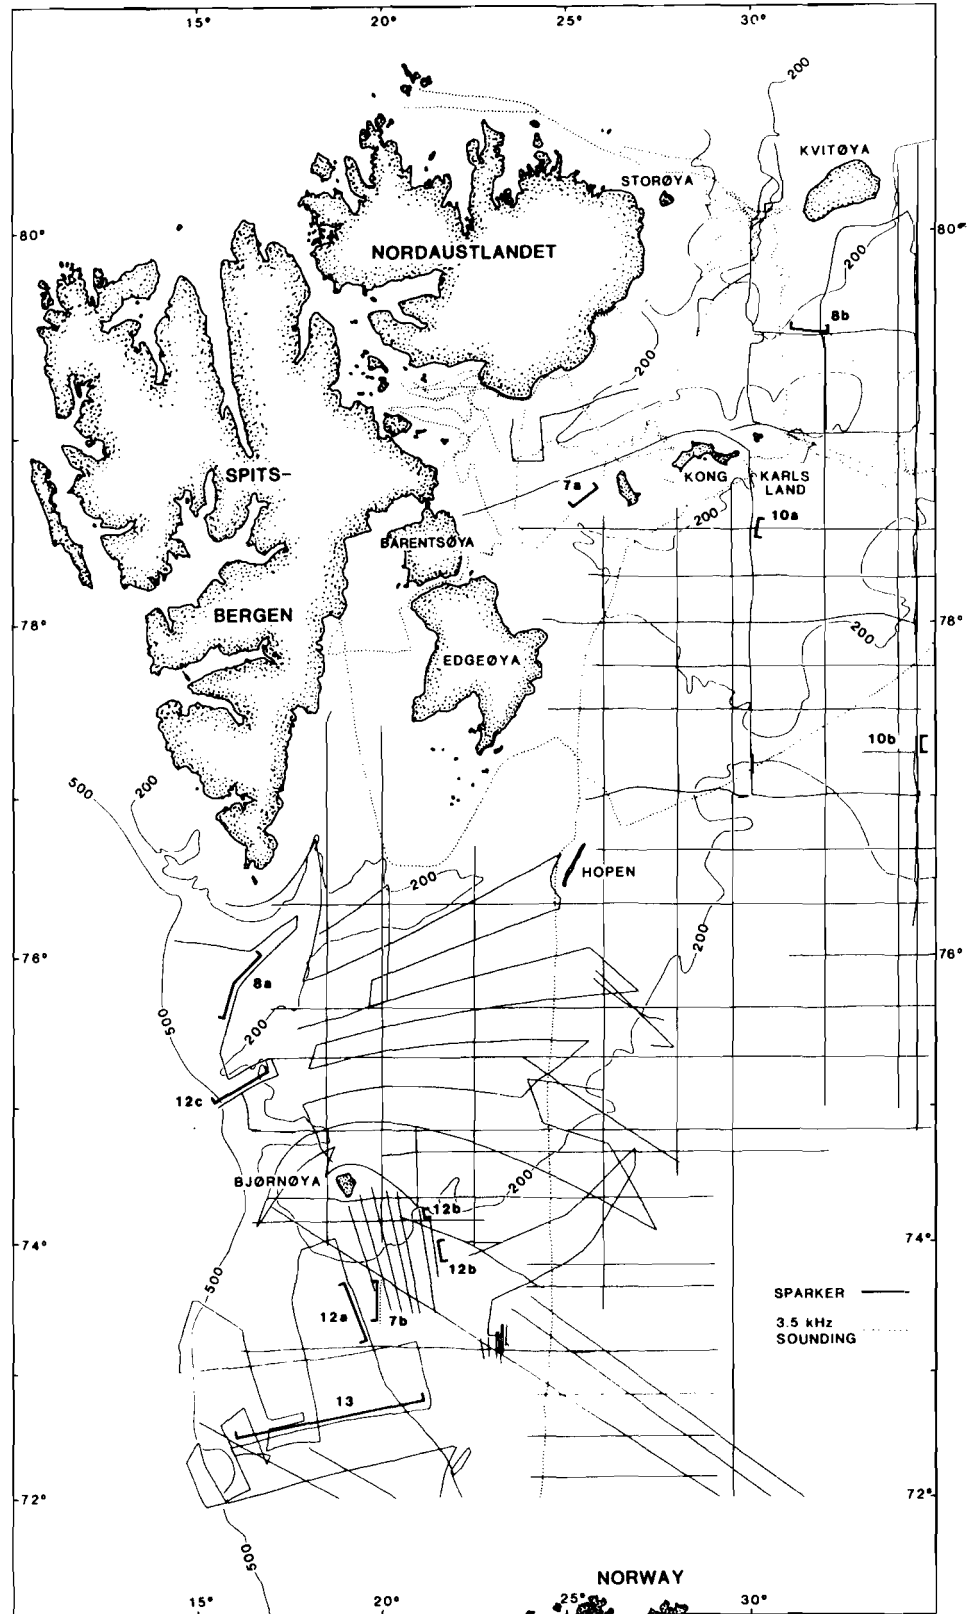 15° 20° 25° 30°
200
KVITØYA
STORØYA
80° 80°
NORDAUSTLANDET
200
8b
200
SPITS-
7a
KONG KARLS
LAND
200
10a
BARENTSØYA
BERGEN
78° 78°
200
EDGEØYA
10b
500
200
HOPEN
200
200
76° 76°
8a
500
200
12c
BJØRNØYA
200
12b
74° 74°
12b
500
SPARKER
12a 7b
3.5 kHz
SOUNDING
13
72° 72°
500
500
NORWAY
15° 20° 25° 30°